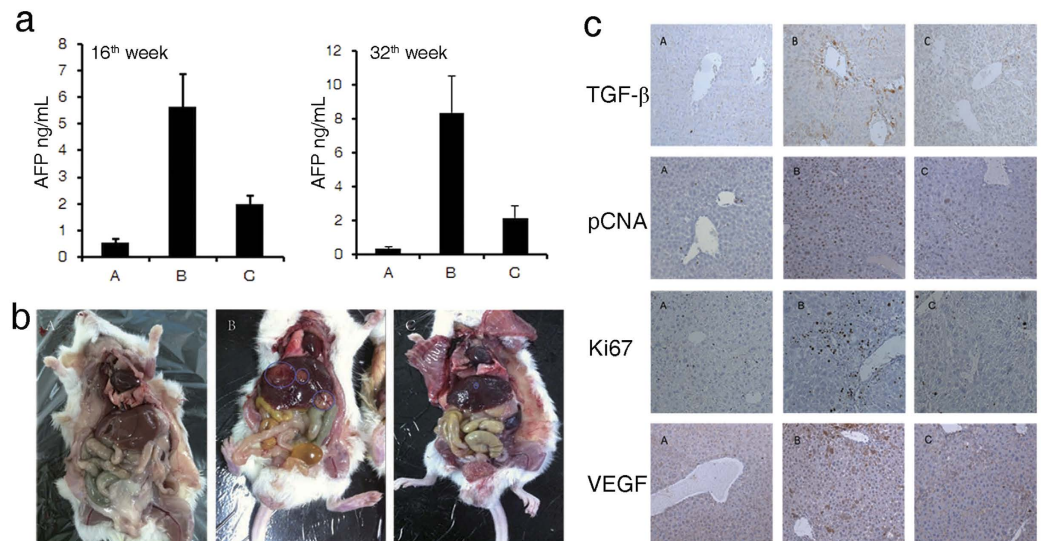 a
16th week
AFP ng/mL
8
7
6
5
4
3
2
1
0
A B C
32th week
AFP ng/mL
12
10
8
6
4
2
0
A B C
b
A B C
c
TGF-β
A B C
pCNA
A B C
Ki67
A B C
VEGF
A B C